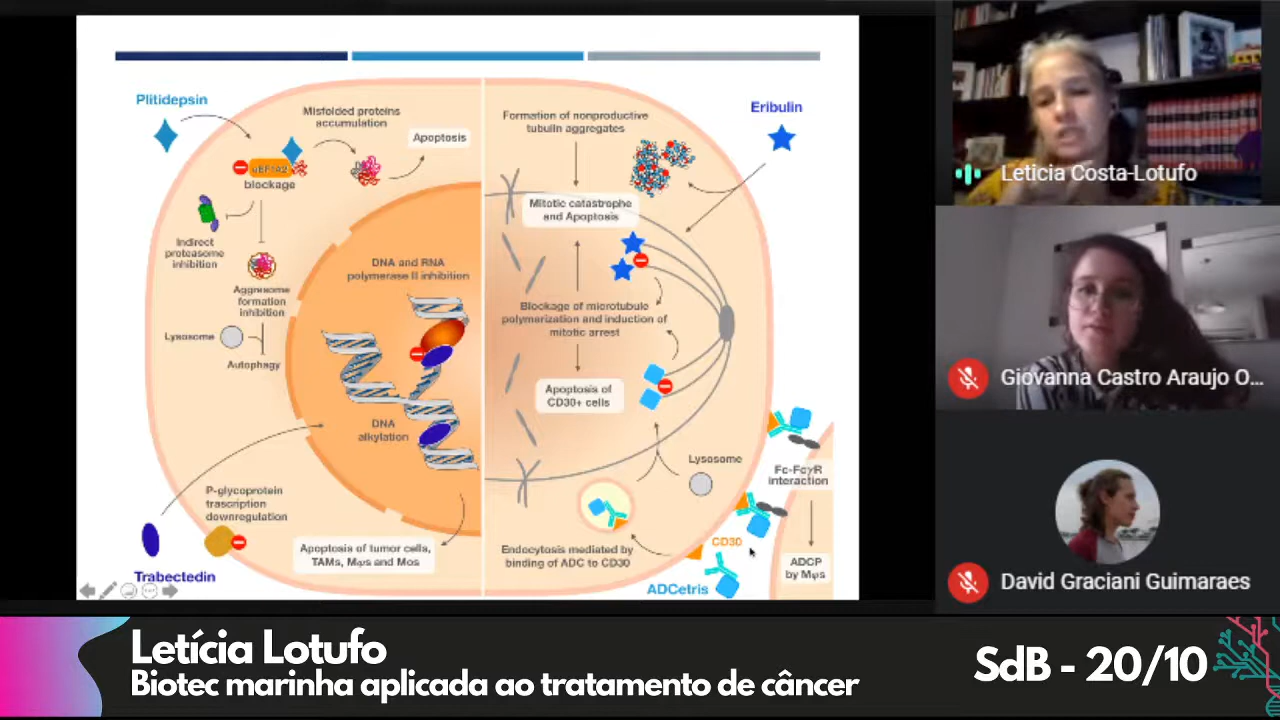 Plitidepsin
Misfolded proteins
accumulation
Apoptosis
eEF1A2
blockage
Indirect
proteasome
inhibition
Aggresome
formation
inhibition
Lysosome
Autophagy
DNA and RNA
polymerase II inhibition
DNA
alkylation
P-glycoprotein
trascription
downregulation
Trabectedin
Apoptosis of tumor cells,
TAMs, Mφs and Mos
Formation of nonproductive
tubulin aggregates
Eribulin
Mitotic catastrophe
and Apoptosis
Blockage of microtubule
polymerization and induction of
mitotic arrest
Apoptosis of
CD30+ cells
Lysosome
Fc-FcγR
interaction
Endocytosis mediated by
binding of ADC to CD30
CD30
ADCetris
ADCP
by Mφs
Leticia Costa-Lotufo
Giovanna Castro Araujo O...
David Graciani Guimaraes
Letícia Lotufo
Biotec marinha aplicada ao tratamento de câncer
SdB - 20/10